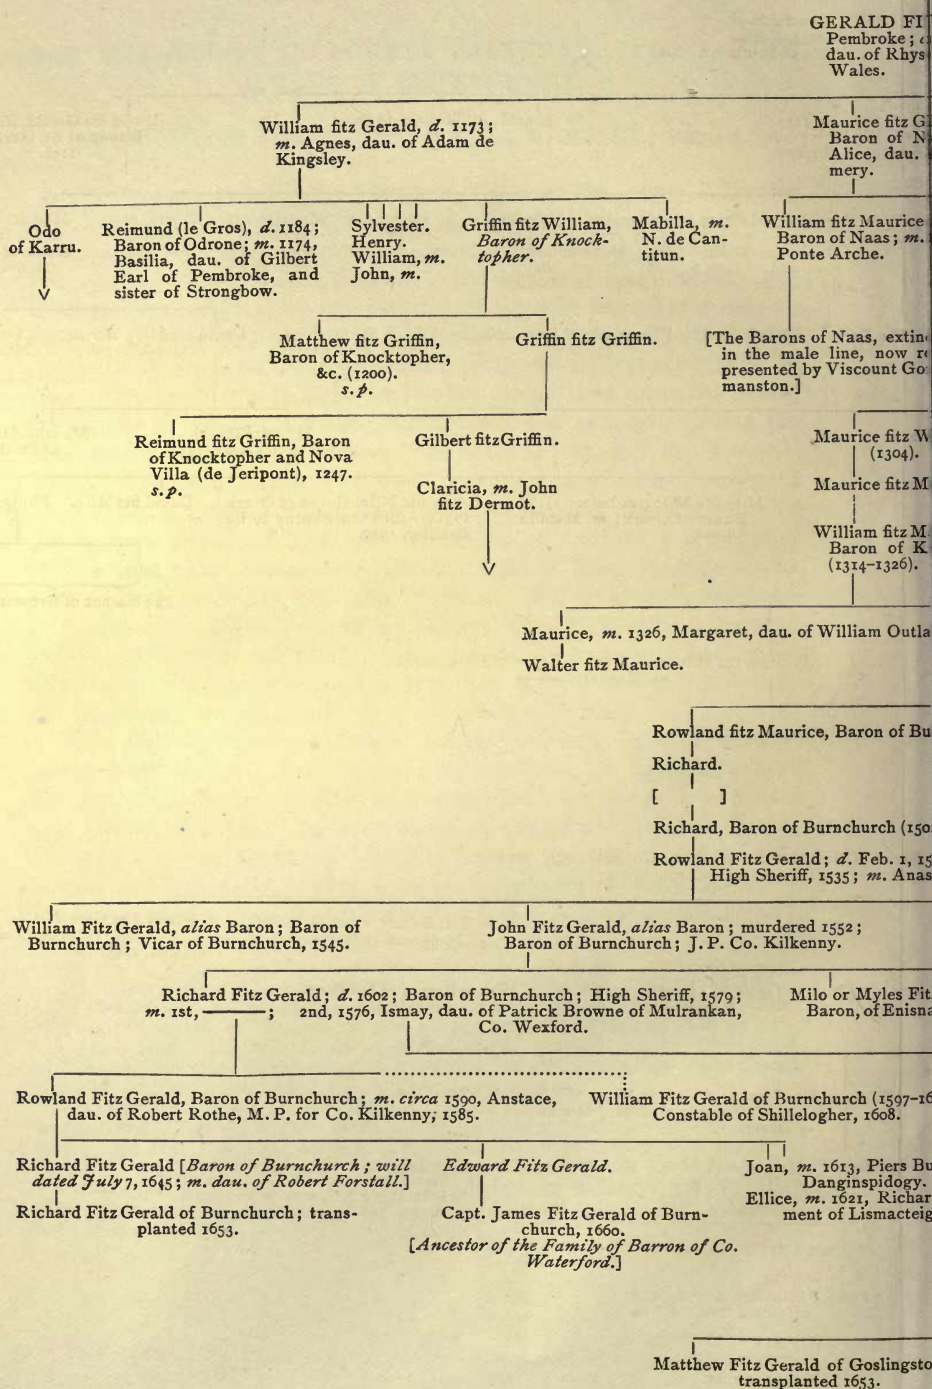 GERALD FI
Pembroke;
dau. of Rhys
Wales.
William fitz Gerald, d. 1173;
m. Agnes, dau. of Adam de
Kingsley.
Maurice fitz G
Baron of N
Alice, dau.
mery.
Odo
of Karru.
Reimund (le Gros), d. 1184;
Baron of Odrone; m. 1174,
Basilia, dau. of Gilbert
Earl of Pembroke, and
sister of Strongbow.
Sylvester.
Henry.
William, m.
John, m.
Griffin fitz William,
Baron of Knock-
topher.
Mabilla, m.
N. de Can-
titun.
William fitz Maurice
Baron of Naas; m.
Ponte Arche.
Matthew fitz Griffin,
Baron of Knocktopher,
&c. (1200).
s.p.
Griffin fitz Griffin.
[The Barons of Naas, extin
in the male line, now r
presented by Viscount Go
manston.]
Reimund fitz Griffin, Baron
of Knocktopher and Nova
Villa (de Jeripont), 1247.
s.p.
Gilbert fitz Griffin.
Claricia, m. John
fitz Dermot.
Maurice fitz W
(1304).
Maurice fitz M
William fitz M
Baron of K
(1314-1326).
Maurice, m. 1326, Margaret, dau. of William Outla
Walter fitz Maurice.
Rowland fitz Maurice, Baron of Bu
Richard.
[ ]
Richard, Baron of Burnchurch (150
Rowland Fitz Gerald; d. Feb. 1, 15
High Sheriff, 1535; m. Anas
William Fitz Gerald, alias Baron; Baron of
Burnchurch; Vicar of Burnchurch, 1545.
John Fitz Gerald, alias Baron; murdered 1552;
Baron of Burnchurch; J. P. Co. Kilkenny.
Richard Fitz Gerald; d. 1602; Baron of Burnchurch; High Sheriff, 1579;
m. 1st, ———; 2nd, 1576, Ismay, dau. of Patrick Browne of Mulrankan,
Co. Wexford.
Milo or Myles Fit
Baron, of Enisna
Rowland Fitz Gerald, Baron of Burnchurch; m. circa 1590, Anstace,
dau. of Robert Rothe, M. P. for Co. Kilkenny, 1585.
William Fitz Gerald of Burnchurch (1597-16
Constable of Shillelogher, 1608.
Richard Fitz Gerald [Baron of Burnchurch; will
dated July 7, 1645; m. dau. of Robert Forstall.]
Richard Fitz Gerald of Burnchurch; trans-
planted 1653.
Edward Fitz Gerald.
Capt. James Fitz Gerald of Burn-
church, 1660.
[Ancestor of the Family of Barron of Co.
Waterford.]
Joan, m. 1613, Piers Bu
Danginspidogy.
Ellice, m. 1621, Richar
ment of Lismacteig
Matthew Fitz Gerald of Goslingsto
transplanted 1653.